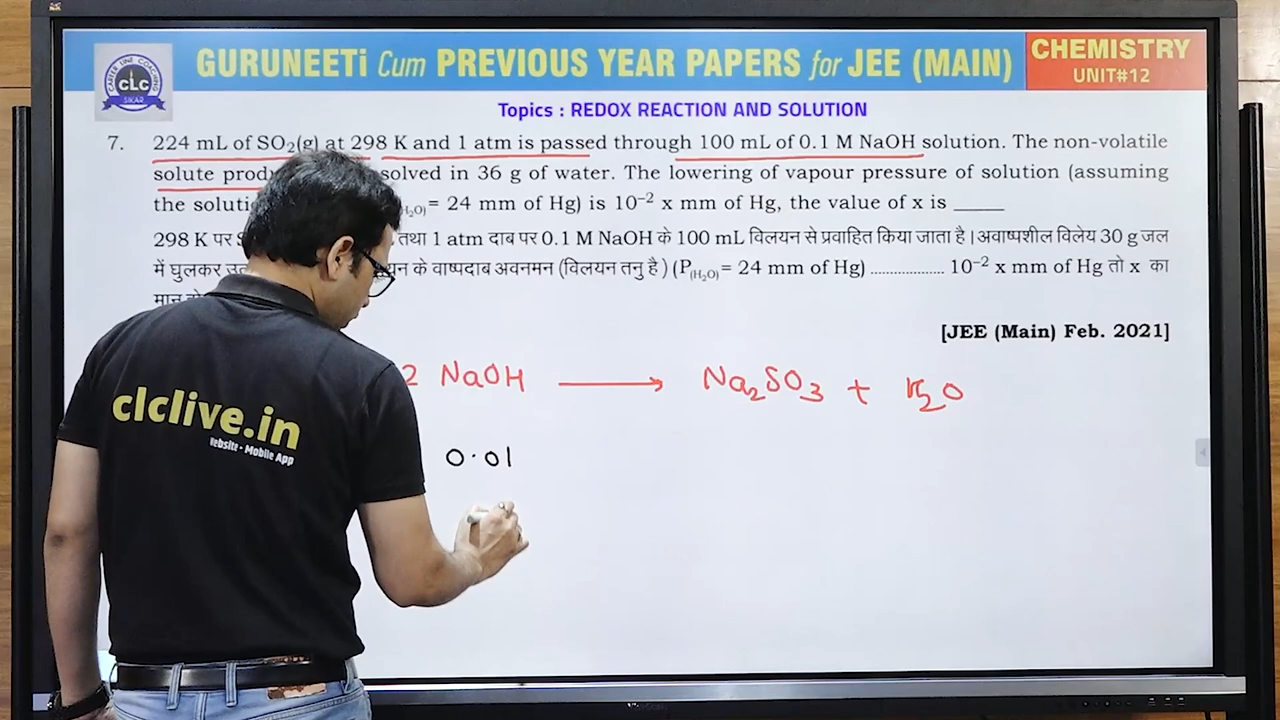 GURUNEETi Cum PREVIOUS YEAR PAPERS for JEE (MAIN)
CHEMISTRY
UNIT#12
CLC
SIKAR
Topics : REDOX REACTION AND SOLUTION
7. 224 mL of SO₂(g) at 298 K and 1 atm is passed through 100 mL of 0.1 M NaOH solution. The non-volatile
solute solved in 36 g of water. The lowering of vapour pressure of solution (assuming
the = 24 mm of Hg) is 10⁻² x mm of Hg, the value of x is _____
298 K पर तथा 1 atm दाब पर 0.1 M NaOH के 100 mL विलयन से प्रवाहित किया जाता है। अवाष्पशील विलेय 30 g जल
में घुलकर के वाष्पदाब अवनमन (विलयन तनु है) (P(H₂O) = 24 mm of Hg) .................. 10⁻² x mm of Hg तो x का
[JEE (Main) Feb. 2021]
2 NaOH ⟶ Na₂SO₃ + H₂O
0.01
clclive.in
Website - Mobile App